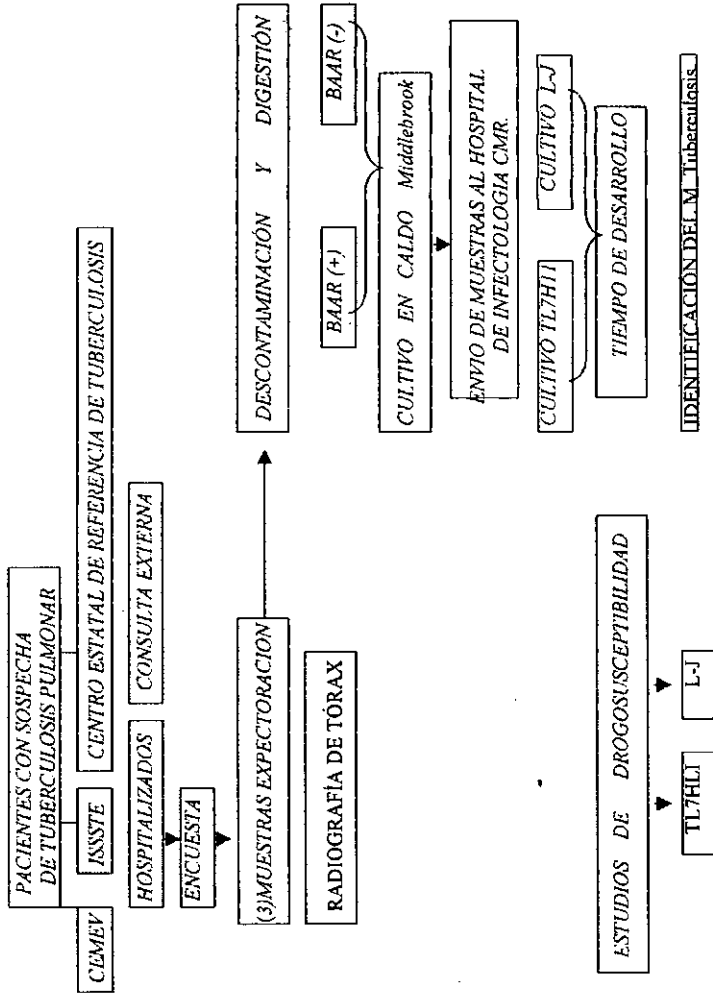 PACIENTES CON SOSPECHA
DE TUBERCULOSIS PULMONAR
CEMEV
ISSSTE
CENTRO ESTATAL DE REFERENCIA DE TUBERCULOSIS
HOSPITALIZADOS
CONSULTA EXTERNA
ENCUESTA
(3)MUESTRAS EXPECTORACION
RADIOGRAFÍA DE TÓRAX
DESCONTAMINACIÓN Y DIGESTIÓN
BAAR (+)
BAAR (-)
CULTIVO EN CALDO Middlebrook
ENVIO DE MUESTRAS AL HOSPITAL
DE INFECTOLOGIA CMR.
CULTIVO TL7H11
CULTIVO L-J
TIEMPO DE DESARROLLO
IDENTIFICACIÓN DEL M. Tuberculosis
ESTUDIOS DE DROGOSUSCEPTIBILIDAD
TL7HLI
L-J